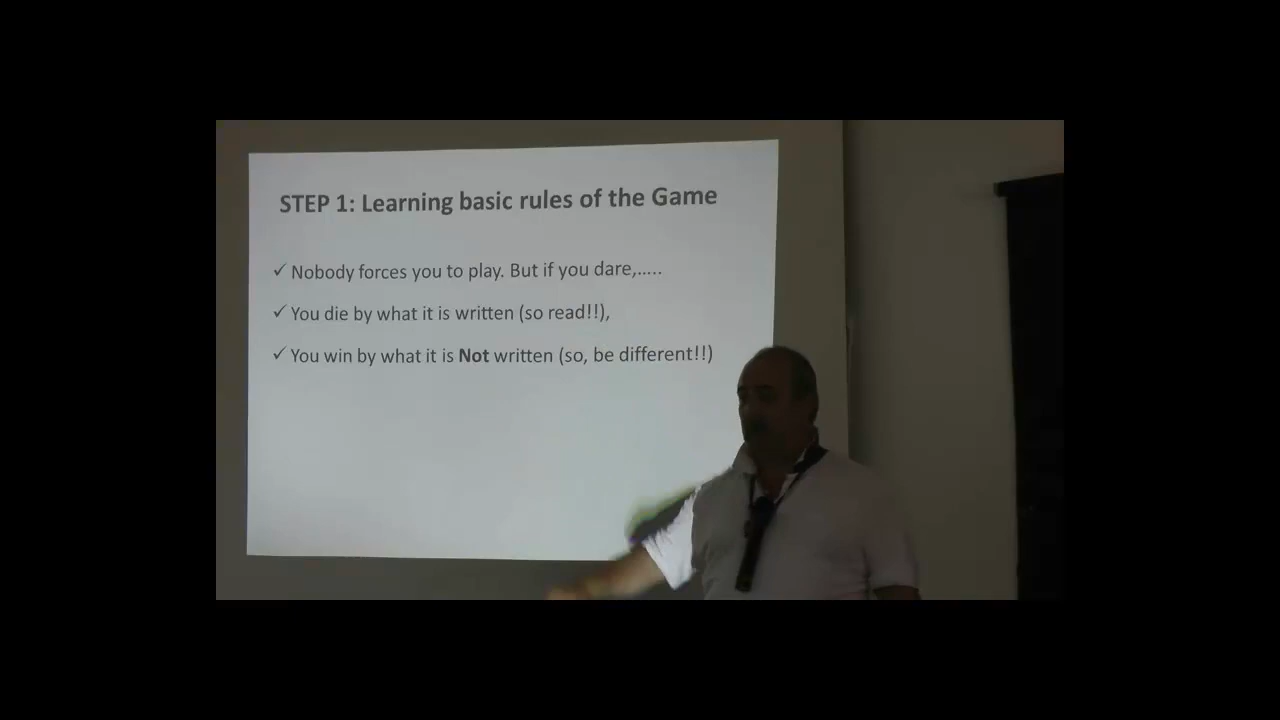 STEP 1: Learning basic rules of the Game
✓ Nobody forces you to play. But if you dare,.....
✓ You die by what it is written (so read!!),
✓ You win by what it is Not written (so, be different!!)